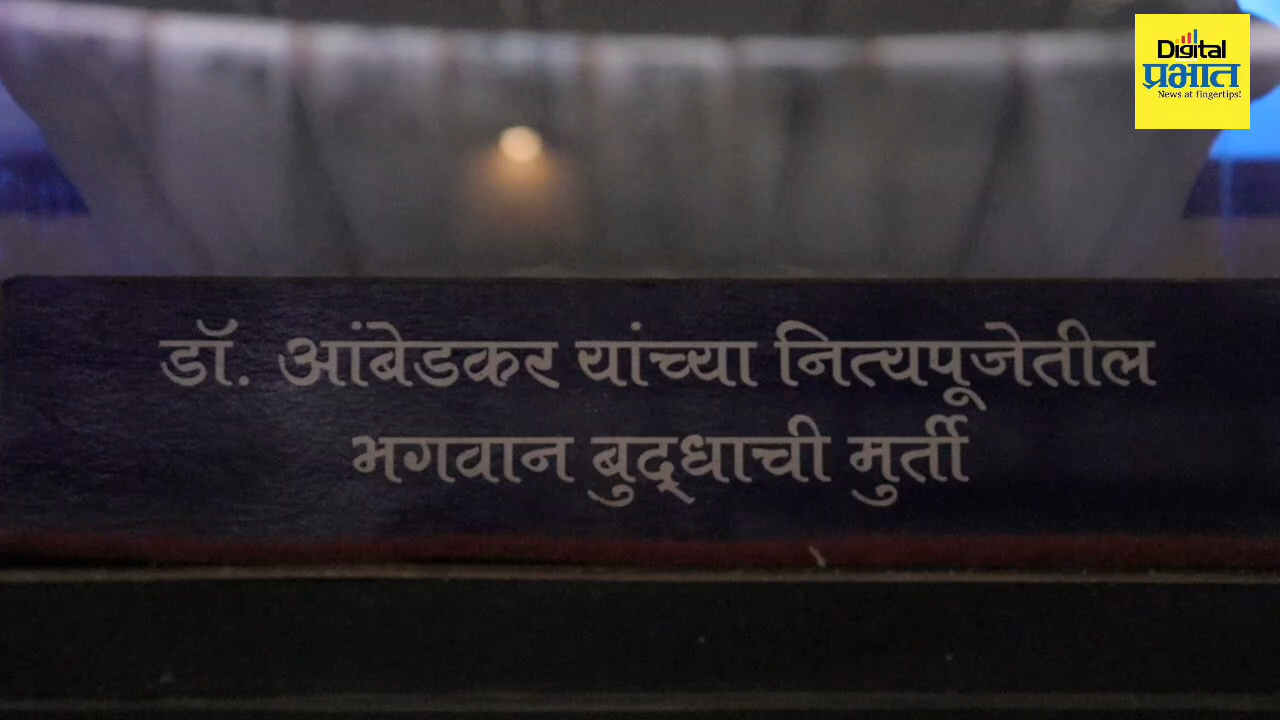 Digital
प्रभात
News at fingertips!
डॉ. आंबेडकर यांच्या नित्यपूजेतील
भगवान बुद्धाची मुर्ती